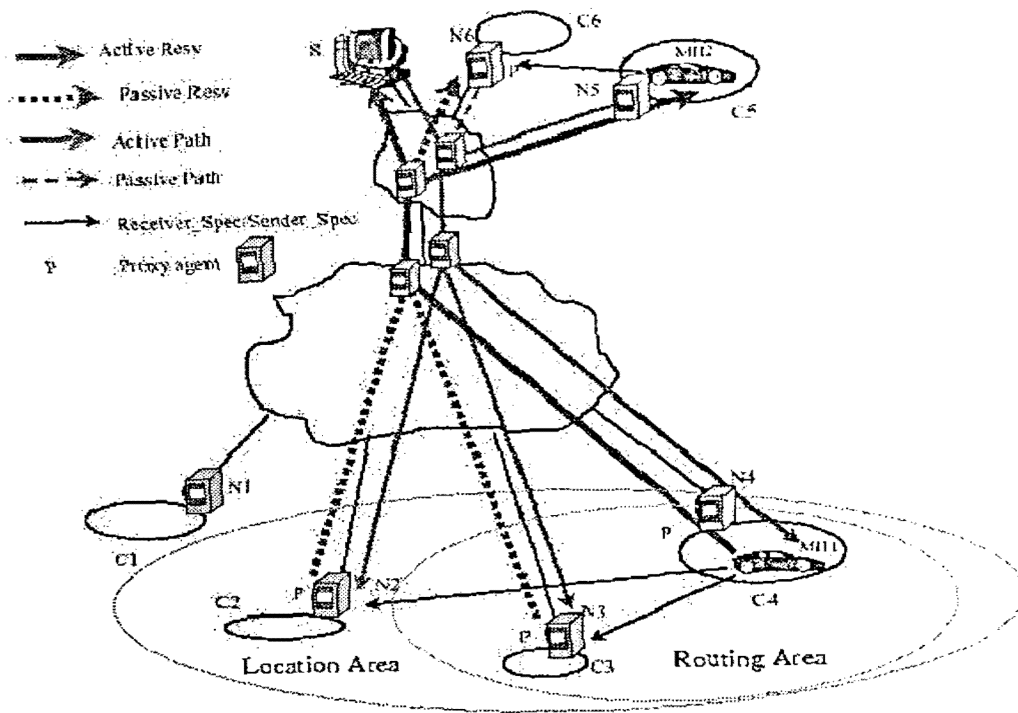 Active Resv
Passive Resv
Active Path
Passive Path
Receiver_Spec/Sender_Spec
P Proxy agent
S
N6
C6
MH2
N5
C5
N1
C1
N4
P
MH1
C4
P
N2
C2
N3
P
C3
Location Area
Routing Area